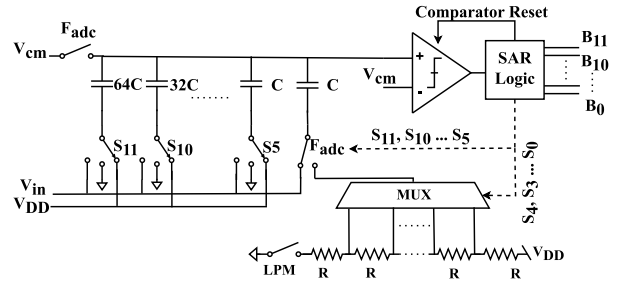 Comparator Reset
F_adc
V_cm
64C 32C ........ C C
+
V_cm
-
SAR
Logic
B_11
B_10
B_0
S_11 S_10 S_5 F_adc
S_11, S_10 ... S_5
S_4, S_3 ... S_0
V_in
V_DD
MUX
LPM
R R R R
V_DD